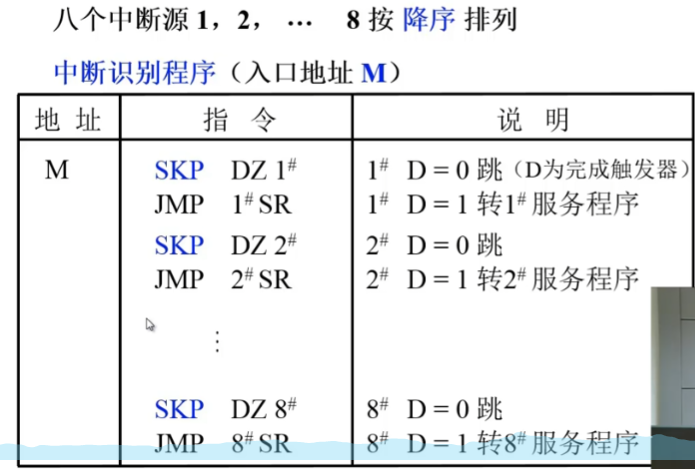 八个中断源 1，2， … 8 按 降序 排列
中断识别程序（入口地址 M）
地 址 指 令 说 明
M SKP DZ 1# 1# D = 0 跳（D为完成触发器）
JMP 1# SR 1# D = 1 转1# 服务程序
SKP DZ 2# 2# D = 0 跳
JMP 2# SR 2# D = 1 转2# 服务程序
⋮
SKP DZ 8# 8# D = 0 跳
JMP 8# SR 8# D = 1 转8# 服务程序